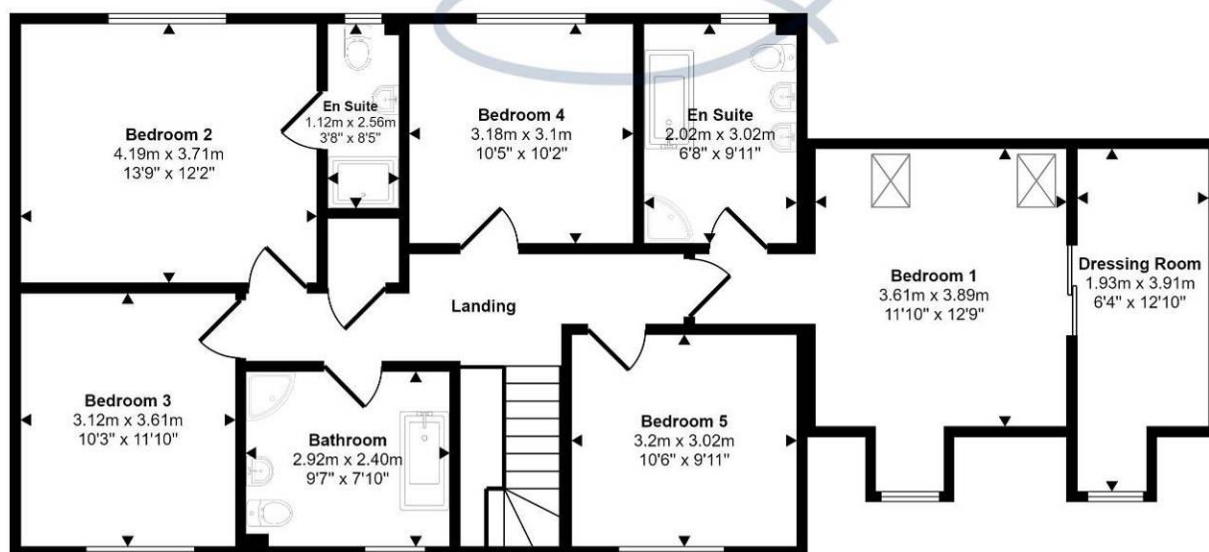 Bedroom 2
4.19m x 3.71m
13'9" x 12'2"
En Suite
1.12m x 2.56m
3'8" x 8'5"
Bedroom 4
3.18m x 3.1m
10'5" x 10'2"
En Suite
2.02m x 3.02m
6'8" x 9'11"
Bedroom 1
3.61m x 3.89m
11'10" x 12'9"
Dressing Room
1.93m x 3.91m
6'4" x 12'10"
Landing
Bedroom 3
3.12m x 3.61m
10'3" x 11'10"
Bathroom
2.92m x 2.40m
9'7" x 7'10"
Bedroom 5
3.2m x 3.02m
10'6" x 9'11"